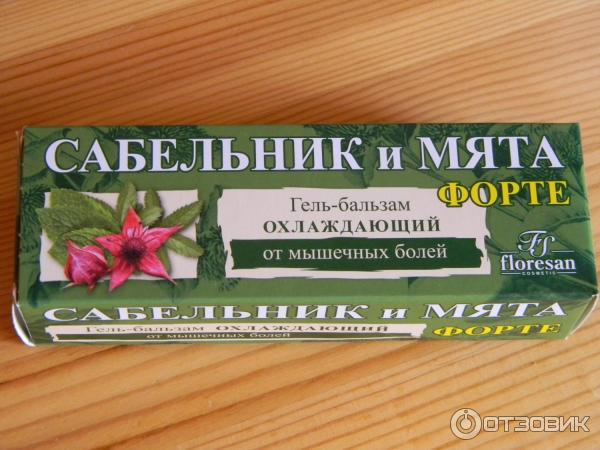 САБЕЛЬНИК и МЯТА
ФОРТЕ
Гель-бальзам
ОХЛАЖДАЮЩИЙ
от мышечных болей
FS
floresan
COSMETIC
САБЕЛЬНИК и МЯТА
Гель-бальзам ОХЛАЖДАЮЩИЙ
ФОРТЕ
от мышечных болей
ОТЗОВИК